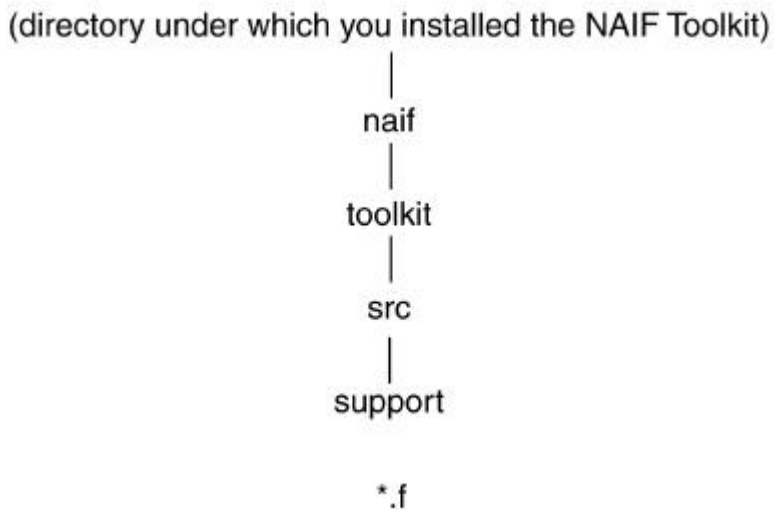 (directory under which you installed the NAIF Toolkit)
naif
toolkit
src
support
*.f